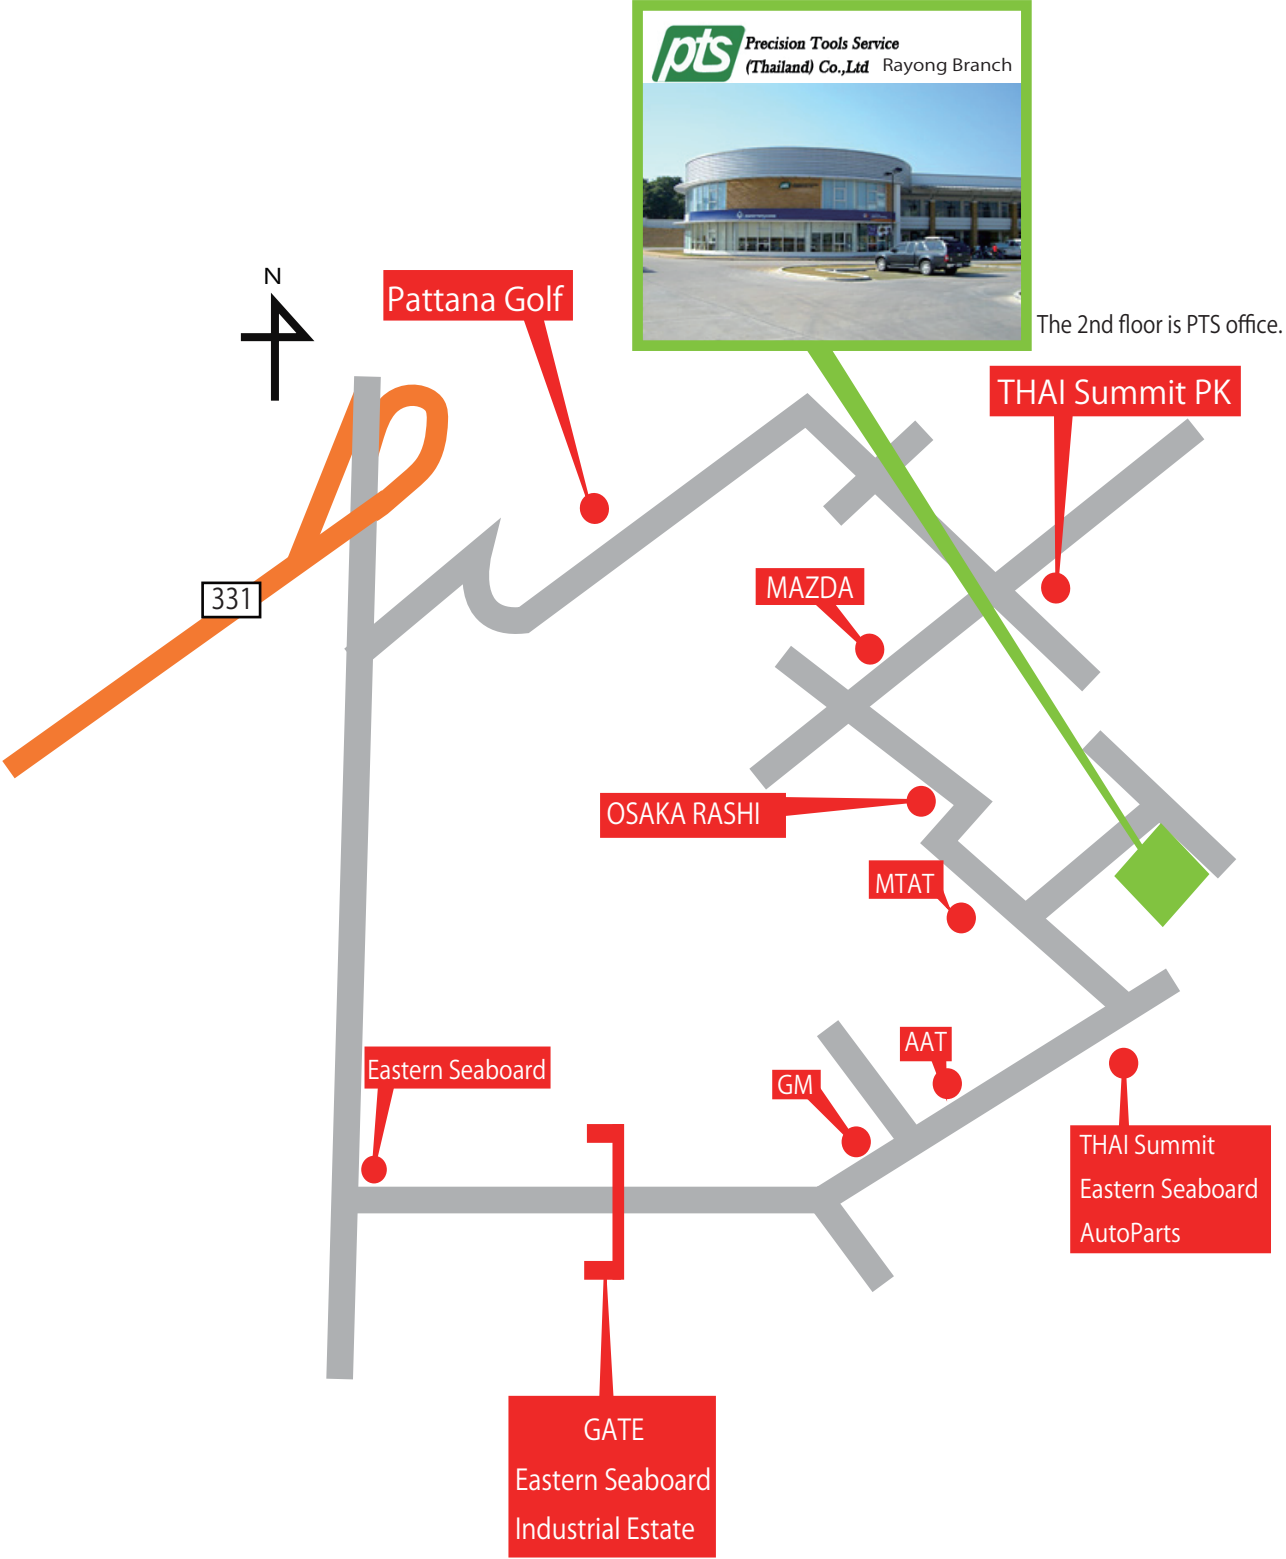 pts Precision Tools Service
(Thailand) Co.,Ltd Rayong Branch
The 2nd floor is PTS office.
N
Pattana Golf
THAI Summit PK
331
MAZDA
OSAKA RASHI
MTAT
AAT
GM
Eastern Seaboard
THAI Summit
Eastern Seaboard
AutoParts
GATE
Eastern Seaboard
Industrial Estate